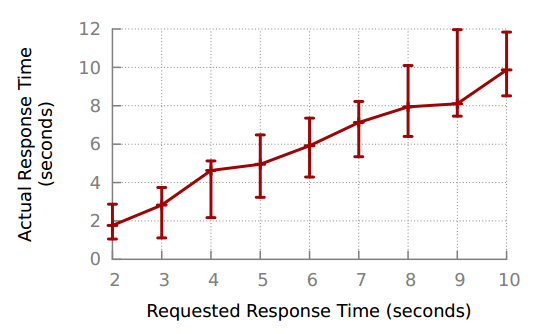 12
10
8
6
4
2
0
Actual Response Time
(seconds)
2 3 4 5 6 7 8 9 10
Requested Response Time (seconds)